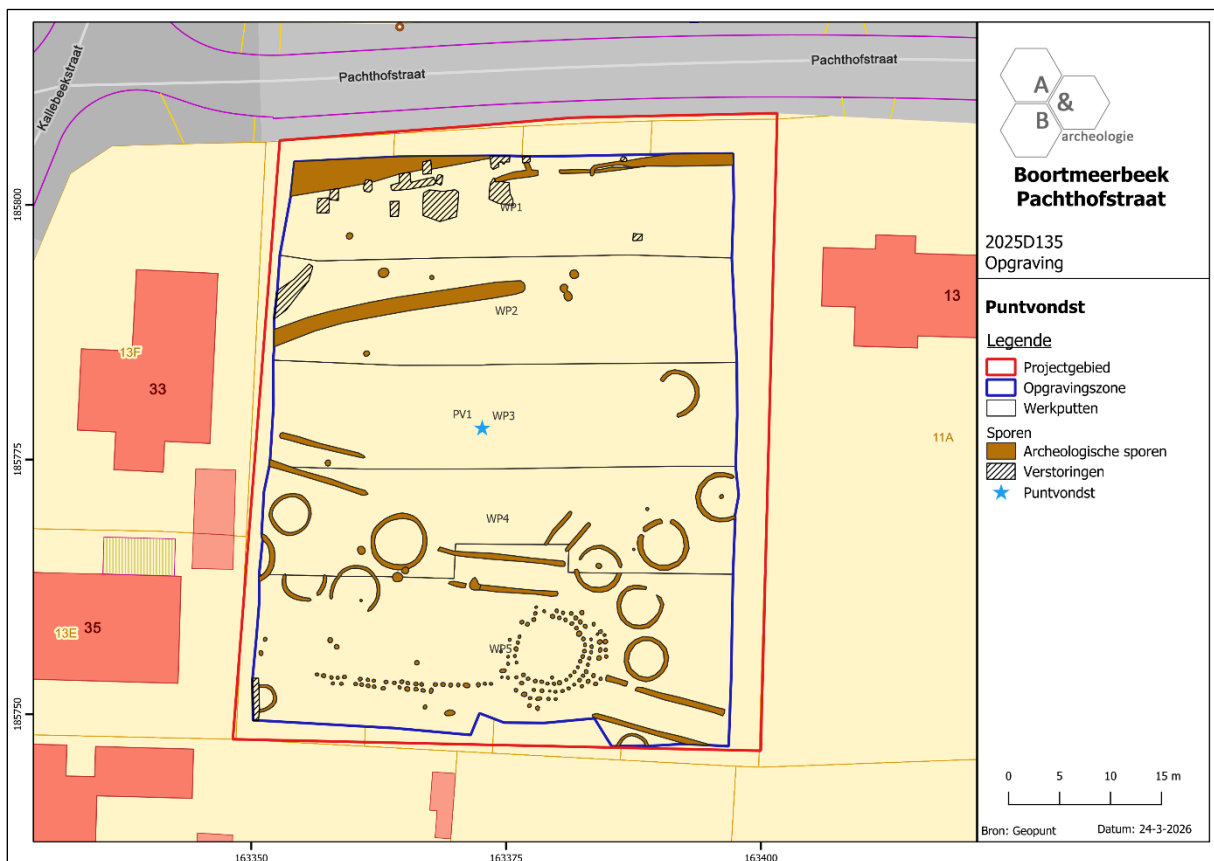 Kallebeekstraat
Pachthofstraat
Pachthofstraat
185800
185775
185750
163350
163375
163400
WP1
WP2
PV1
WP3
WP4
WP5
13F
33
13E
35
13
11A
A
&
B
archeologie
Boortmeerbeek
Pachthofstraat
2025D135
Opgraving
Puntvondst
Legende
Projectgebied
Opgravingszone
Werkputten
Sporen
Archeologische sporen
Verstoringen
Puntvondst
0 5 10 15 m
Bron: Geopunt Datum: 24-3-2026